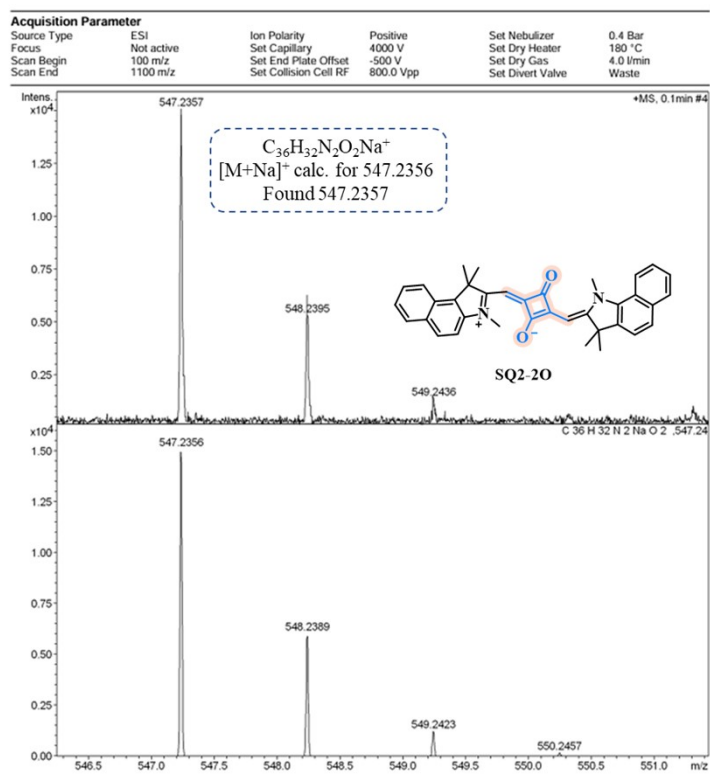 Acquisition Parameter
Source Type ESI Ion Polarity Positive Set Nebulizer 0.4 Bar
Focus Not active Set Capillary 4000 V Set Dry Heater 180 °C
Scan Begin 100 m/z Set End Plate Offset -500 V Set Dry Gas 4.0 l/min
Scan End 1100 m/z Set Collision Cell RF 800.0 Vpp Set Divert Valve Waste
Intens.
x10⁴
+MS, 0.1min #4
547.2357
C₃₆H₃₂N₂O₂Na⁺
[M+Na]⁺ calc. for 547.2356
Found 547.2357
1.25
1.00
0.75
0.50
0.25
548.2395
549.2436
O
N
N
+
O⁻
SQ2-2O
x10⁴
C 36 H 32 N 2 Na O 2 ,547.24
547.2356
1.50
1.25
1.00
0.75
0.50
0.25
0.00
548.2389
549.2423
550.2457
546.5 547.0 547.5 548.0 548.5 549.0 549.5 550.0 550.5 551.0 m/z